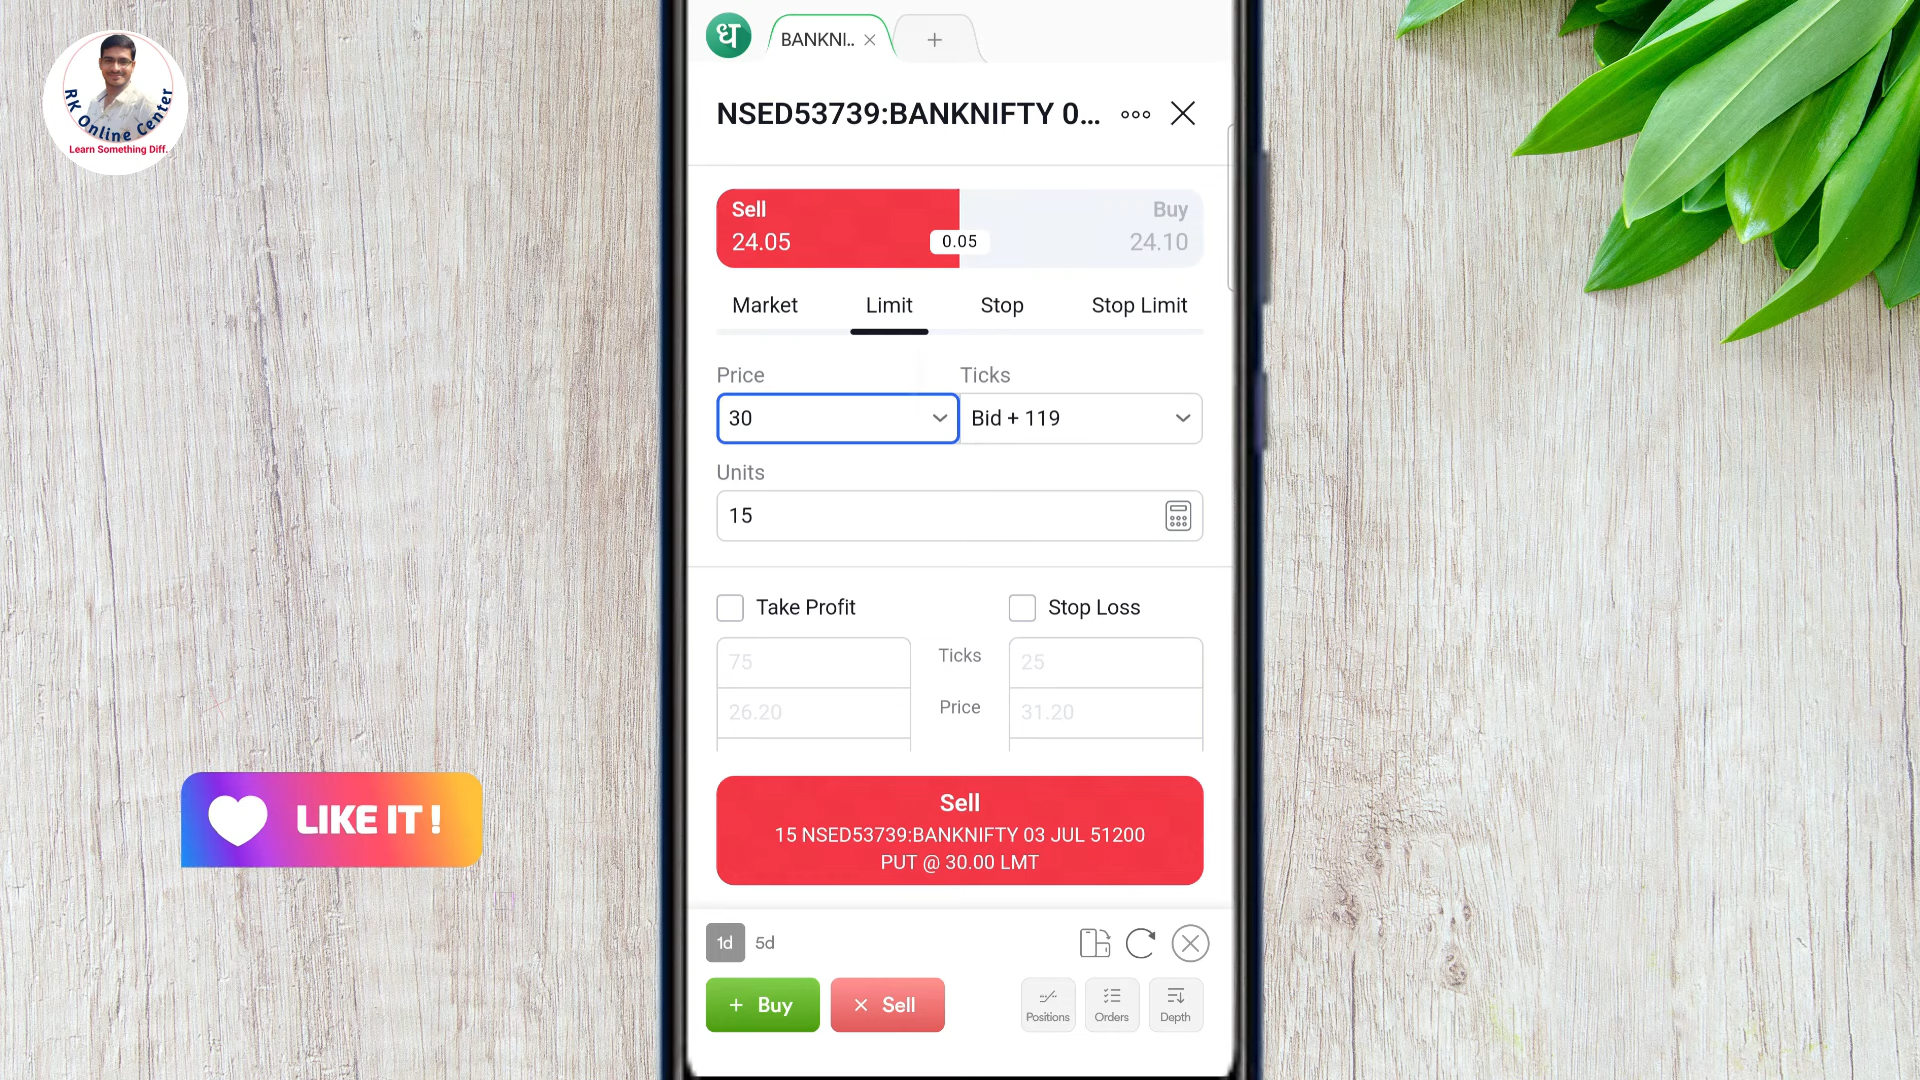 RK Online Center
Learn Something Diff.
ध
BANKNI..
NSED53739:BANKNIFTY 0...
Sell
Buy
24.05
0.05
24.10
Market
Limit
Stop
Stop Limit
Price
Ticks
30
Bid + 119
Units
15
Take Profit
Stop Loss
75
Ticks
25
26.20
Price
31.20
Sell
15 NSED53739:BANKNIFTY 03 JUL 51200
PUT @ 30.00 LMT
LIKE IT !
1d
5d
+ Buy
× Sell
Positions
Orders
Depth